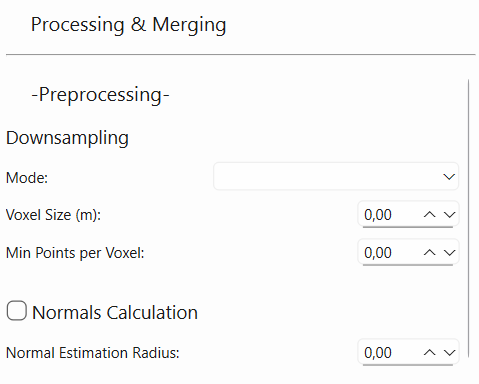 Processing & Merging
-Preprocessing-
Downsampling
Mode:
Voxel Size (m): 0,00
Min Points per Voxel: 0,00
Normals Calculation
Normal Estimation Radius: 0,00